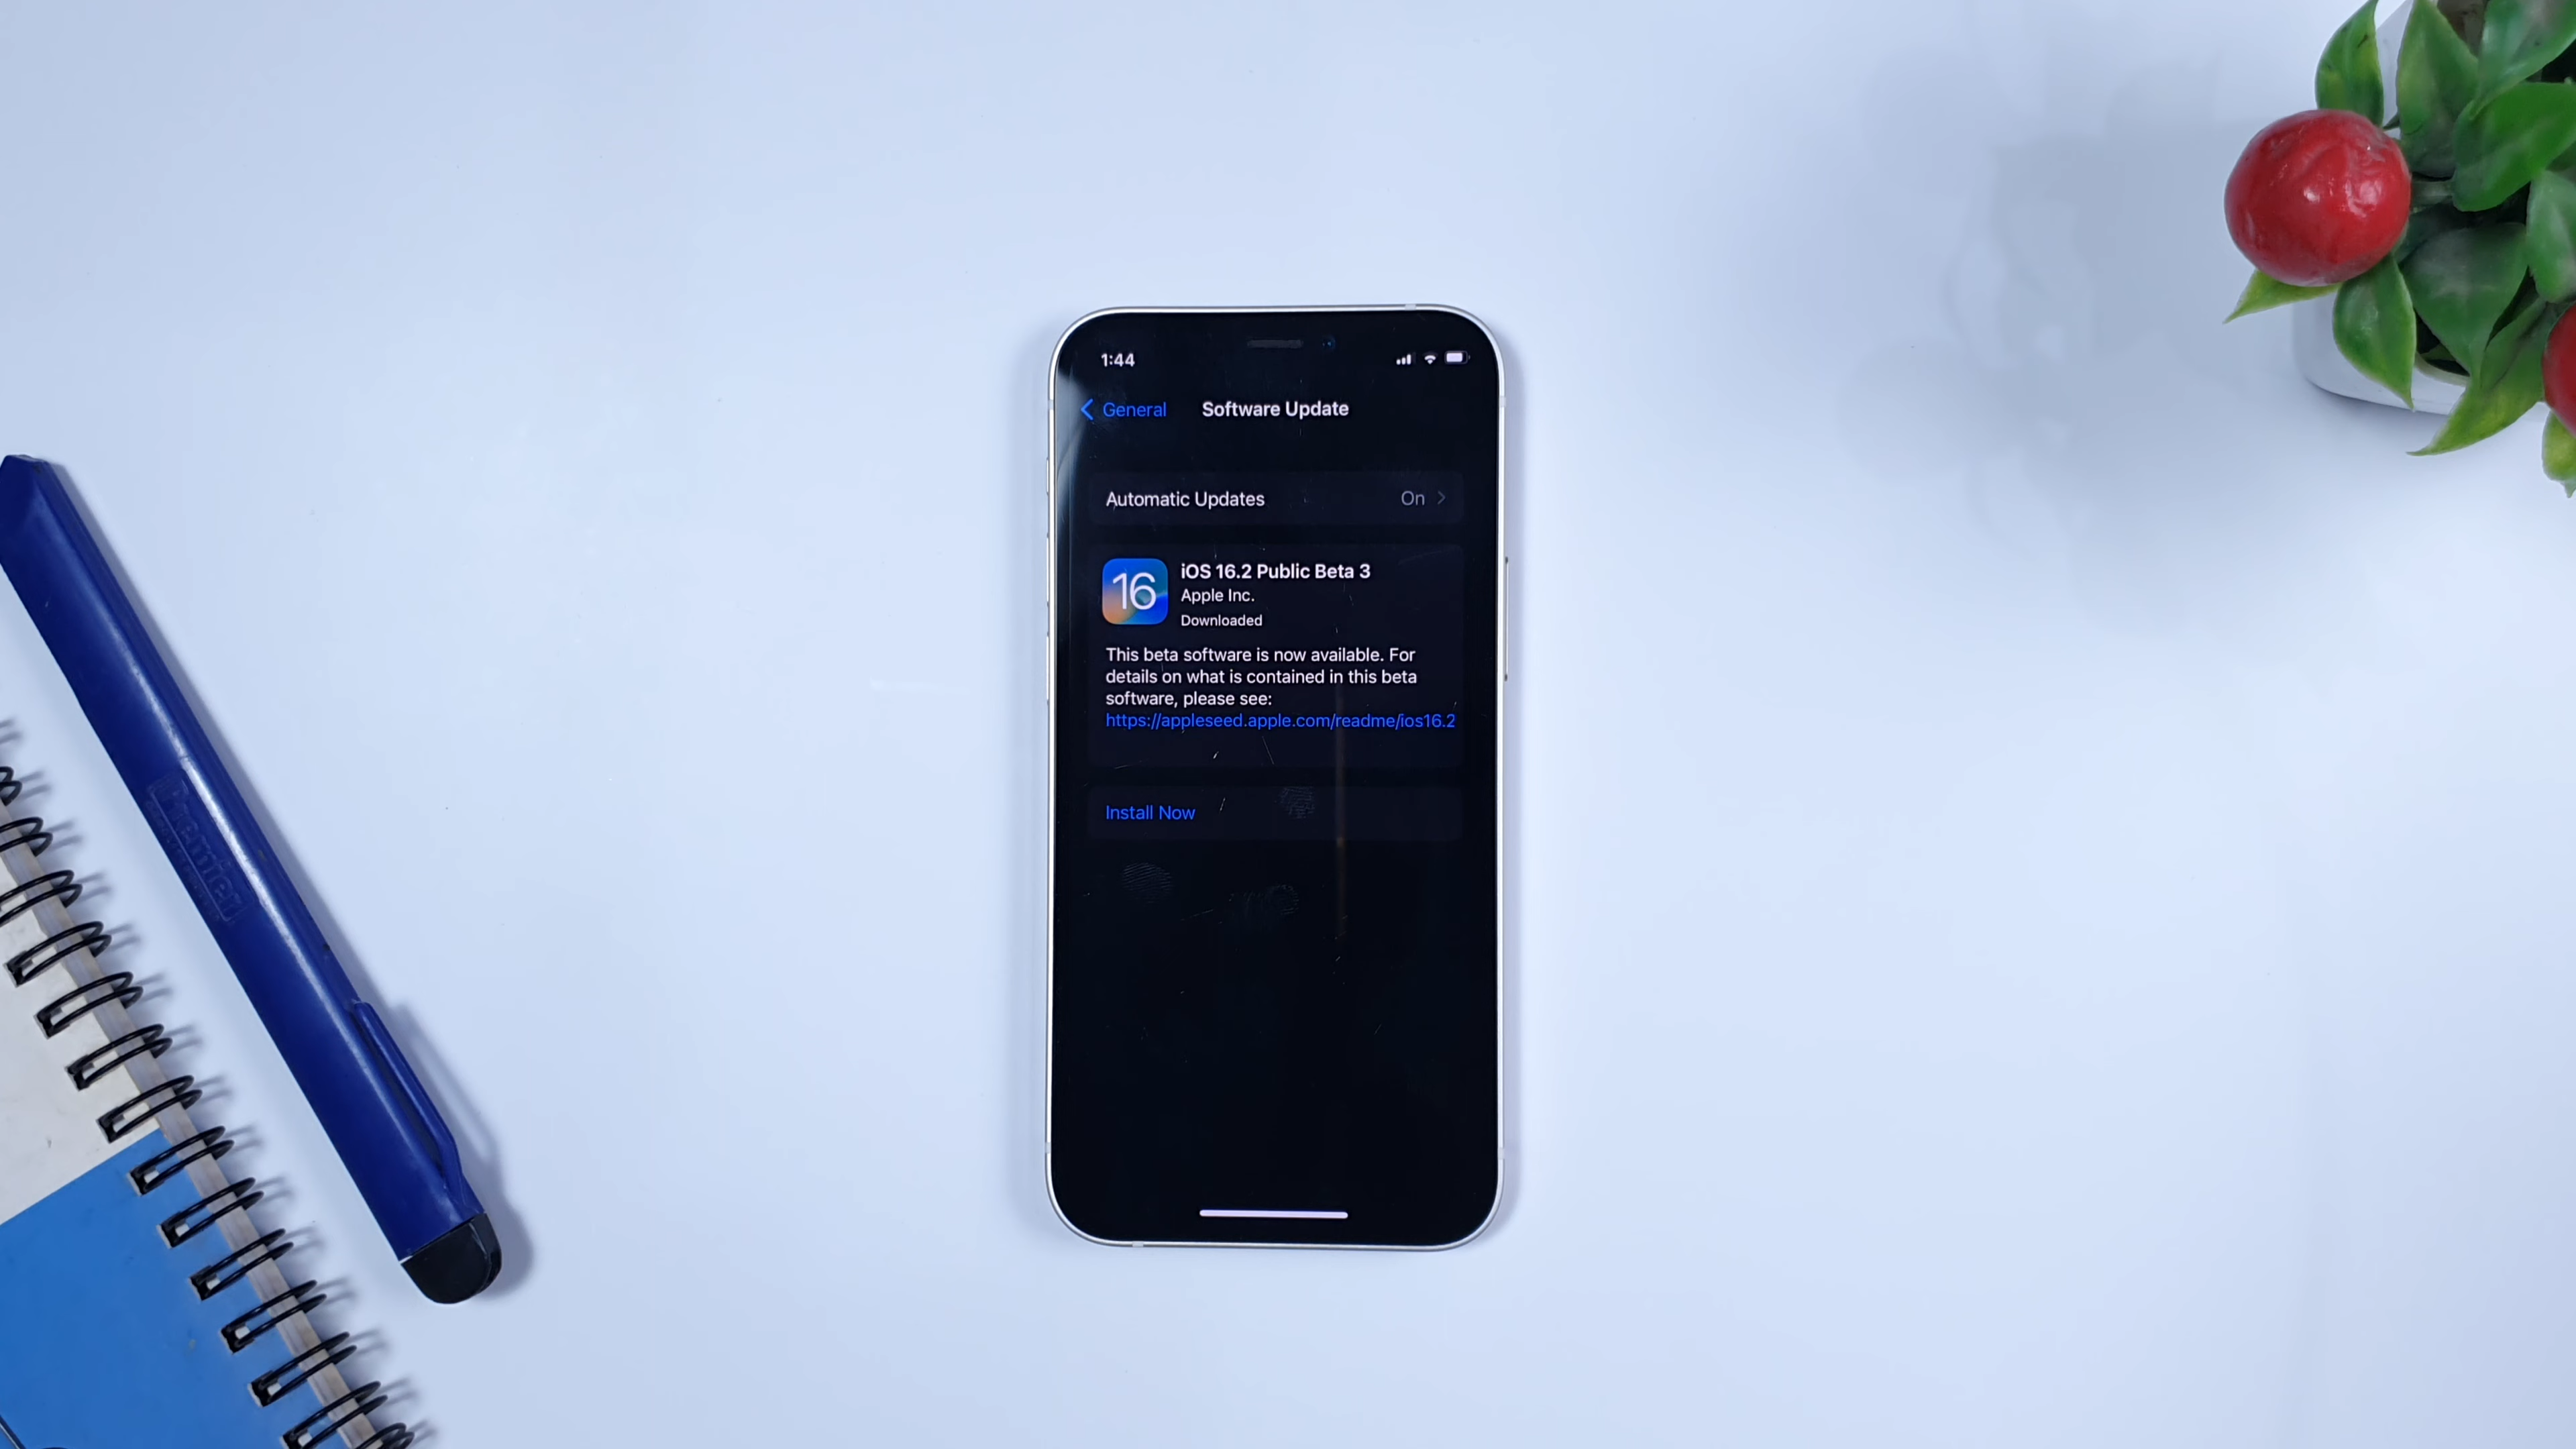 1:44
General
Software Update
Automatic Updates On
16
iOS 16.2 Public Beta 3
Apple Inc.
Downloaded
This beta software is now available. For
details on what is contained in this beta
software, please see:
https://appleseed.apple.com/readme/ios16.2
Install Now
Premier